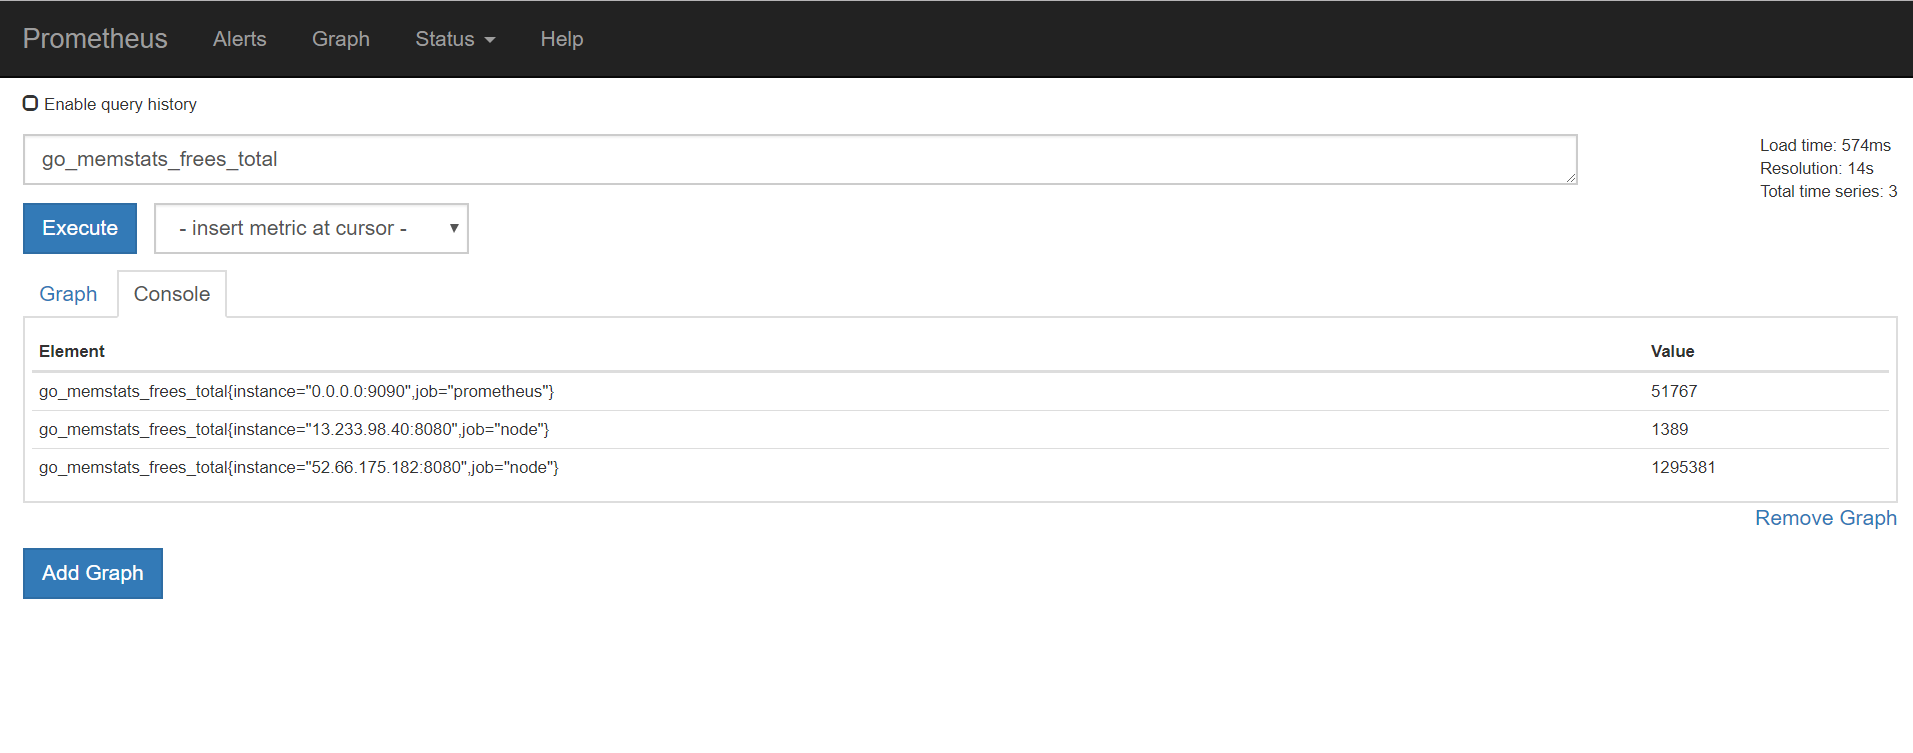 Prometheus Alerts Graph Status Help
Enable query history
go_memstats_frees_total
Load time: 574ms
Resolution: 14s
Total time series: 3
Execute - insert metric at cursor -
Graph Console
Element Value
go_memstats_frees_total{instance="0.0.0.0:9090",job="prometheus"} 51767
go_memstats_frees_total{instance="13.233.98.40:8080",job="node"} 1389
go_memstats_frees_total{instance="52.66.175.182:8080",job="node"} 1295381
Remove Graph
Add Graph